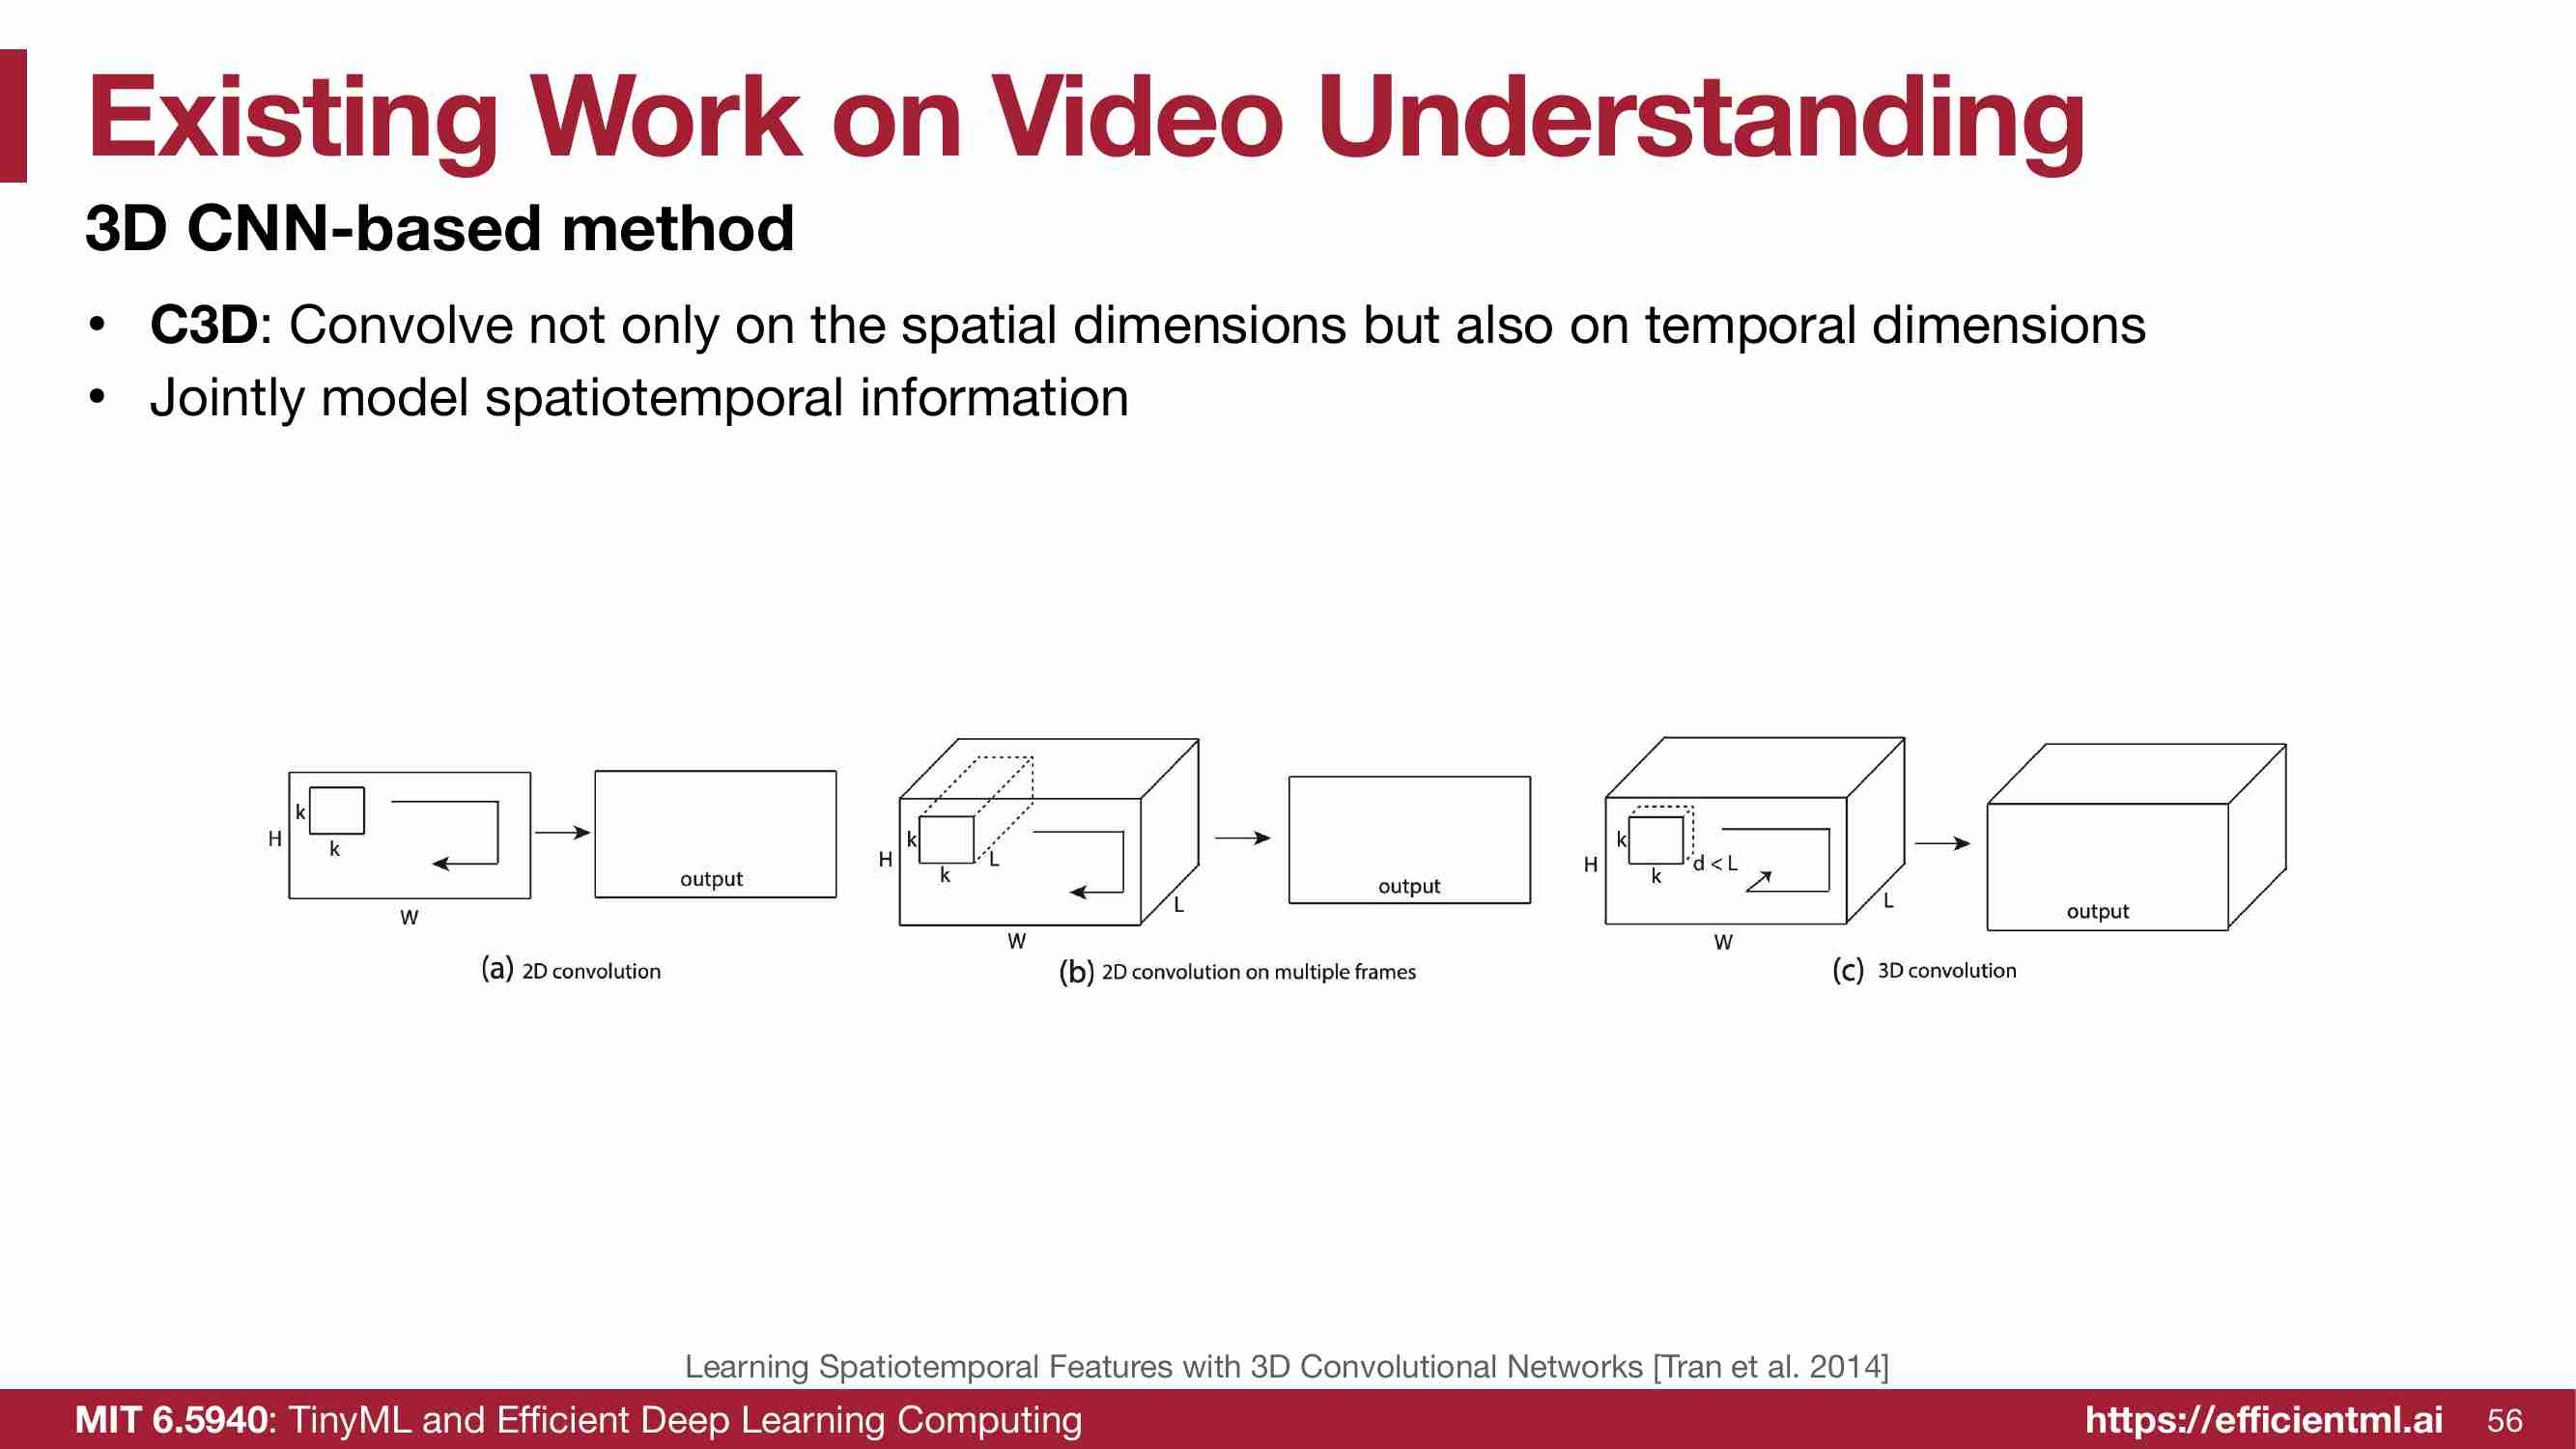 Existing Work on Video Understanding
3D CNN-based method
• C3D: Convolve not only on the spatial dimensions but also on temporal dimensions
• Jointly model spatiotemporal information
k
k
H
W
output
(a) 2D convolution
k
k
L
H
W
L
output
(b) 2D convolution on multiple frames
k
k
d < L
H
W
L
output
(c) 3D convolution
Learning Spatiotemporal Features with 3D Convolutional Networks [Tran et al. 2014]
MIT 6.5940: TinyML and Efficient Deep Learning Computing
https://efficientml.ai 56